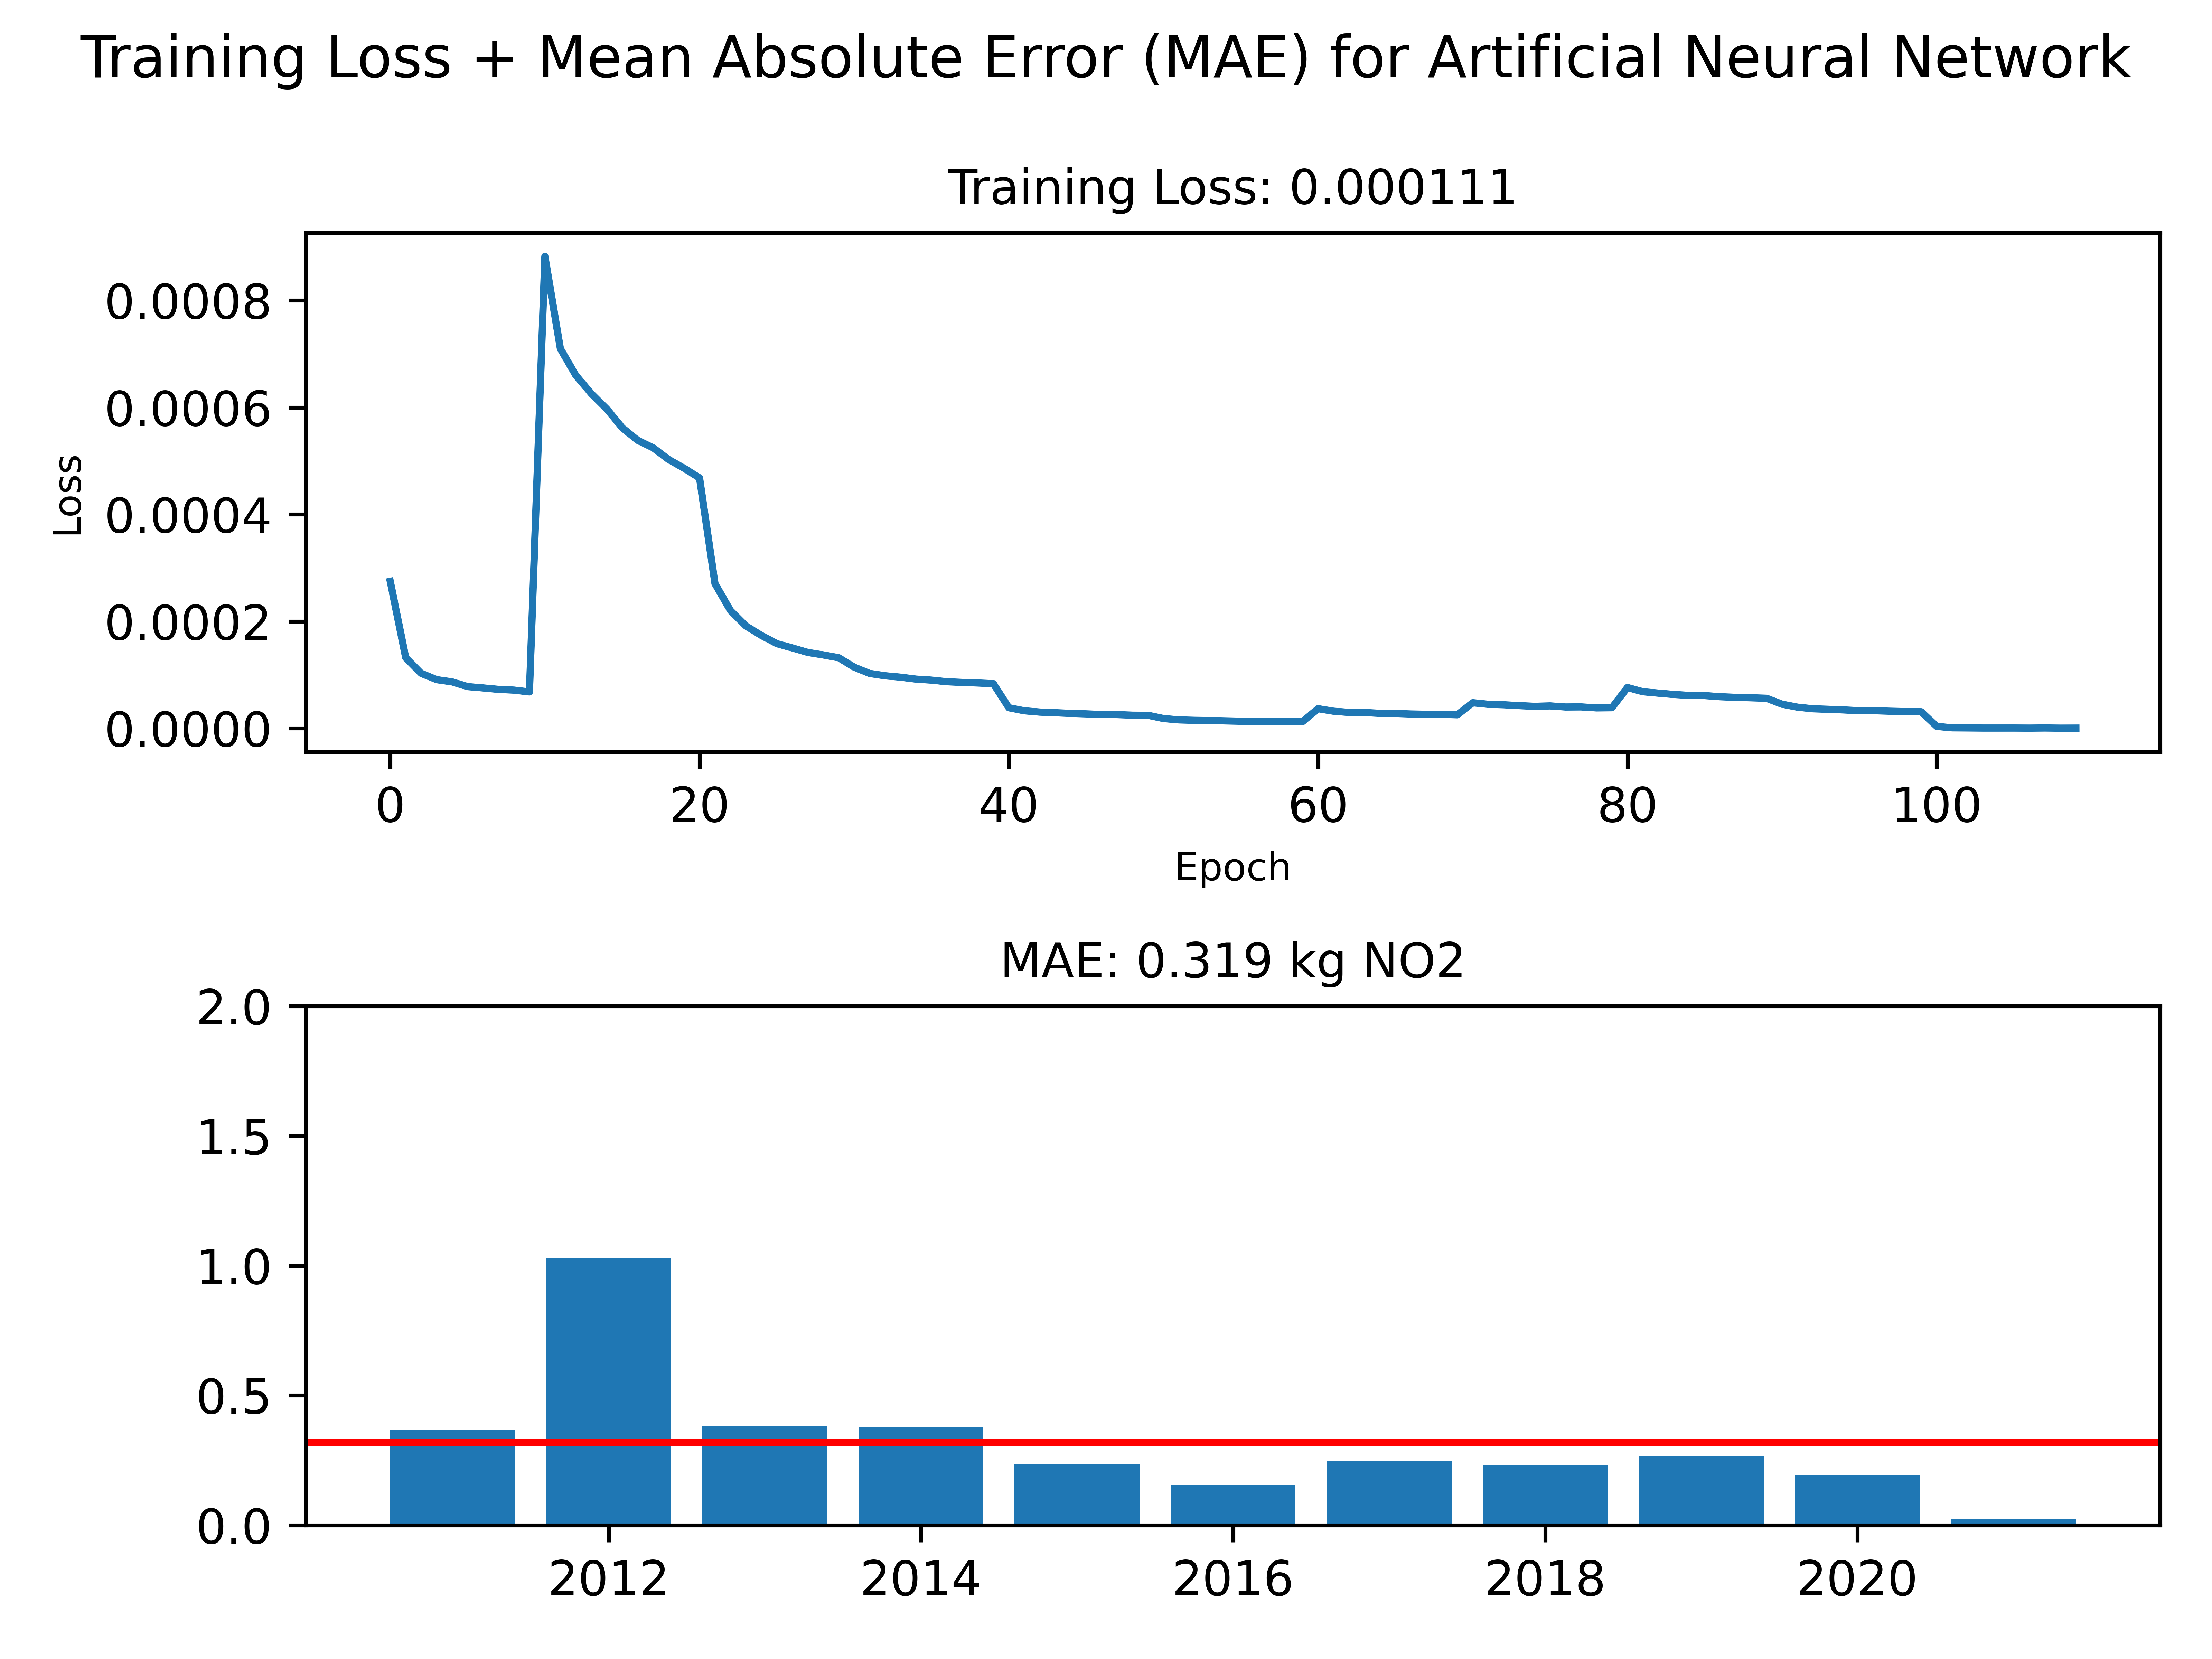 Training Loss + Mean Absolute Error (MAE) for Artificial Neural Network
Training Loss: 0.000111
0.0008
0.0006
0.0004
0.0002
0.0000
Loss
0 20 40 60 80 100
Epoch
MAE: 0.319 kg NO2
2.0
1.5
1.0
0.5
0.0
2012 2014 2016 2018 2020